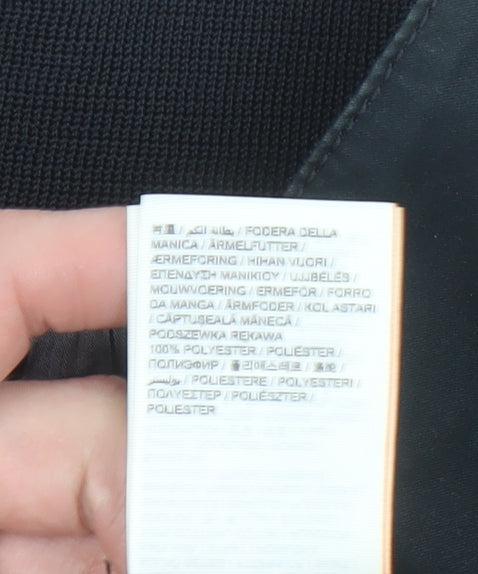 بطانة الكم / FODERA DELLA
MANICA / ÄRMELFUTTER /
ÆRMEFORING / HIHAN VUORI /
ΕΠΕΝΔΥΣΗ ΜΑΝΙΚΙΟΥ / UJJBÉLÉS /
MOUWVOERING / ERMEFÔR / FORRO
DA MANGA / ÄRMFODER / KOL ASTARI
/ CĂPTUȘEALĂ MÂNECĂ /
PODSZEWKA RĘKAWA
100% POLYESTER / POLIÉSTER /
ПОЛИЭФИР / 폴리에스테르 /
بوليستر / POLIESTERE / POLYESTERI /
ΠΟΛΥΕΣΤΕΡ / POLIÉSZTER /
POLIESTER